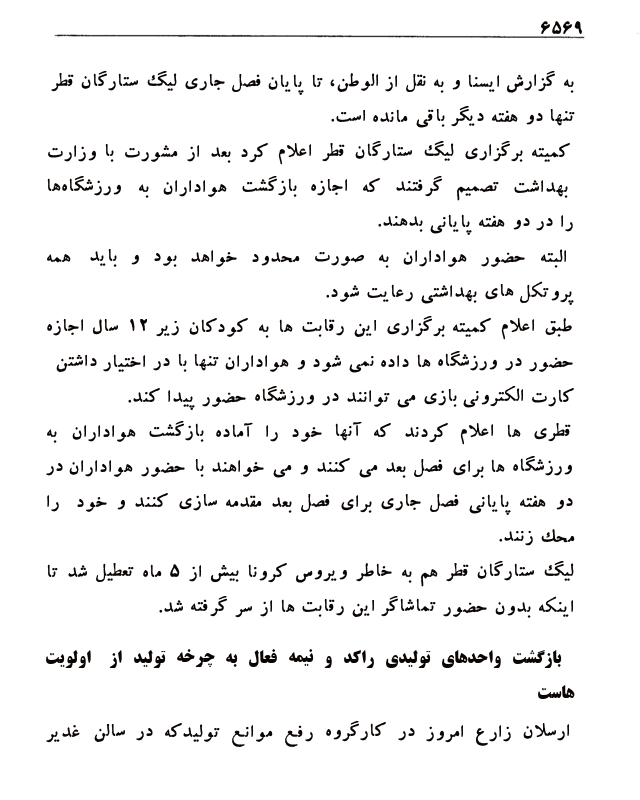 ۶۵۶۹
به گزارش ایسنا و به نقل از الوطن، تا پایان فصل جاری لیگ ستارگان قطر
تنها دو هفته دیگر باقی مانده است.
کمیته برگزاری لیگ ستارگان قطر اعلام کرد بعد از مشورت با وزارت
بهداشت تصمیم گرفتند که اجازه بازگشت هواداران به ورزشگاه‌ها
را در دو هفته پایانی بدهند.
البته حضور هواداران به صورت محدود خواهد بود و باید همه
پروتکل های بهداشتی رعایت شود.
طبق اعلام کمیته برگزاری این رقابت ها به کودکان زیر ۱۲ سال اجازه
حضور در ورزشگاه ها داده نمی شود و هواداران تنها با در اختیار داشتن
کارت الکترونی بازی می توانند در ورزشگاه حضور پیدا کند.
قطری ها اعلام کردند که آنها خود را آماده بازگشت هواداران به
ورزشگاه ها برای فصل بعد می کنند و می خواهند با حضور هواداران در
دو هفته پایانی فصل جاری برای فصل بعد مقدمه سازی کنند و خود را
محک زنند.
لیگ ستارگان قطر هم به خاطر ویروس کرونا بیش از ۵ ماه تعطیل شد تا
اینکه بدون حضور تماشاگر این رقابت ها از سر گرفته شد.
بازگشت واحدهای تولیدی راکد و نیمه فعال به چرخه تولید از اولویت
هاست
ارسلان زارع امروز در کارگروه رفع موانع تولیدکه در سالن غدیر